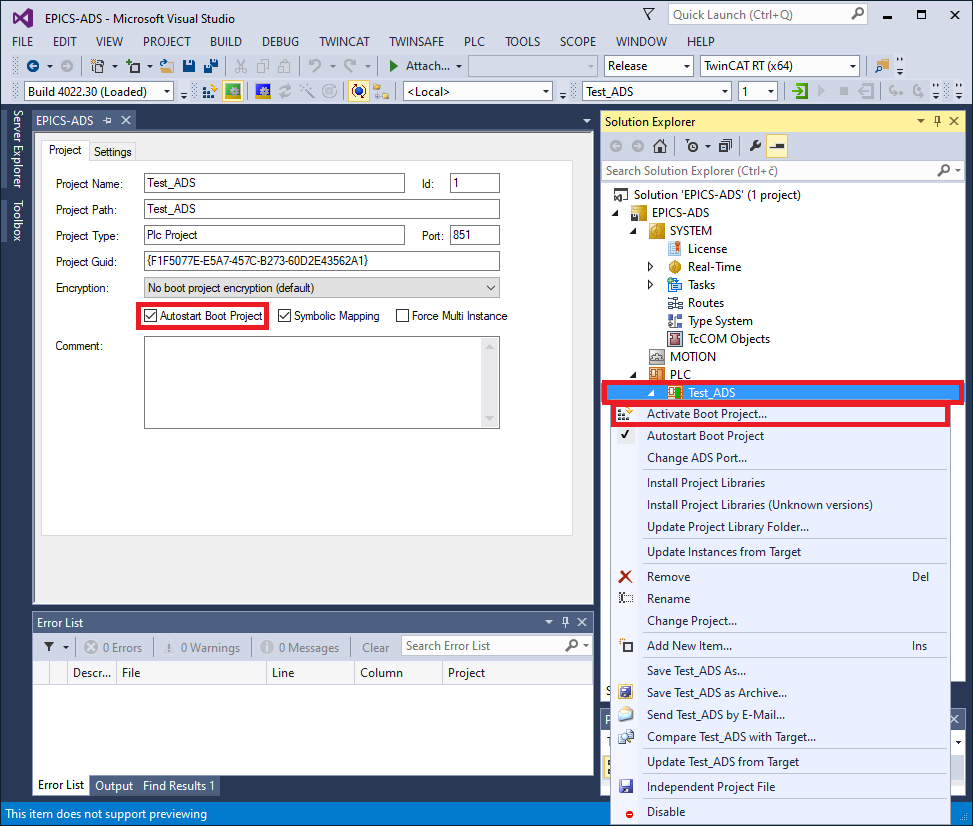 EPICS-ADS - Microsoft Visual Studio
Quick Launch (Ctrl+Q)
FILE EDIT VIEW PROJECT BUILD DEBUG TWINCAT TWINSAFE PLC TOOLS SCOPE WINDOW HELP
Attach... Release TwinCAT RT (x64)
Build 4022.30 (Loaded) <Local> Test_ADS 1
Server Explorer
Toolbox
EPICS-ADS
Project Settings
Project Name: Test_ADS Id: 1
Project Path: Test_ADS
Project Type: Plc Project Port: 851
Project Guid: {F1F5077E-E5A7-457C-B273-60D2E43562A1}
Encryption: No boot project encryption (default)
Autostart Boot Project Symbolic Mapping Force Multi Instance
Comment:
Error List
0 Errors 0 Warnings 0 Messages Clear Search Error List
Descr... File Line Column Project
Error List Output Find Results 1
Solution Explorer
Search Solution Explorer (Ctrl+č)
Solution 'EPICS-ADS' (1 project)
EPICS-ADS
SYSTEM
License
Real-Time
Tasks
Routes
Type System
TcCOM Objects
MOTION
PLC
Test_ADS
Activate Boot Project...
Autostart Boot Project
Change ADS Port...
Install Project Libraries
Install Project Libraries (Unknown versions)
Update Project Library Folder...
Update Instances from Target
Remove Del
Rename
Change Project...
Add New Item... Ins
Save Test_ADS As...
Save Test_ADS as Archive...
Send Test_ADS by E-Mail...
Compare Test_ADS with Target...
Update Test_ADS from Target
Independent Project File
Disable
This item does not support previewing